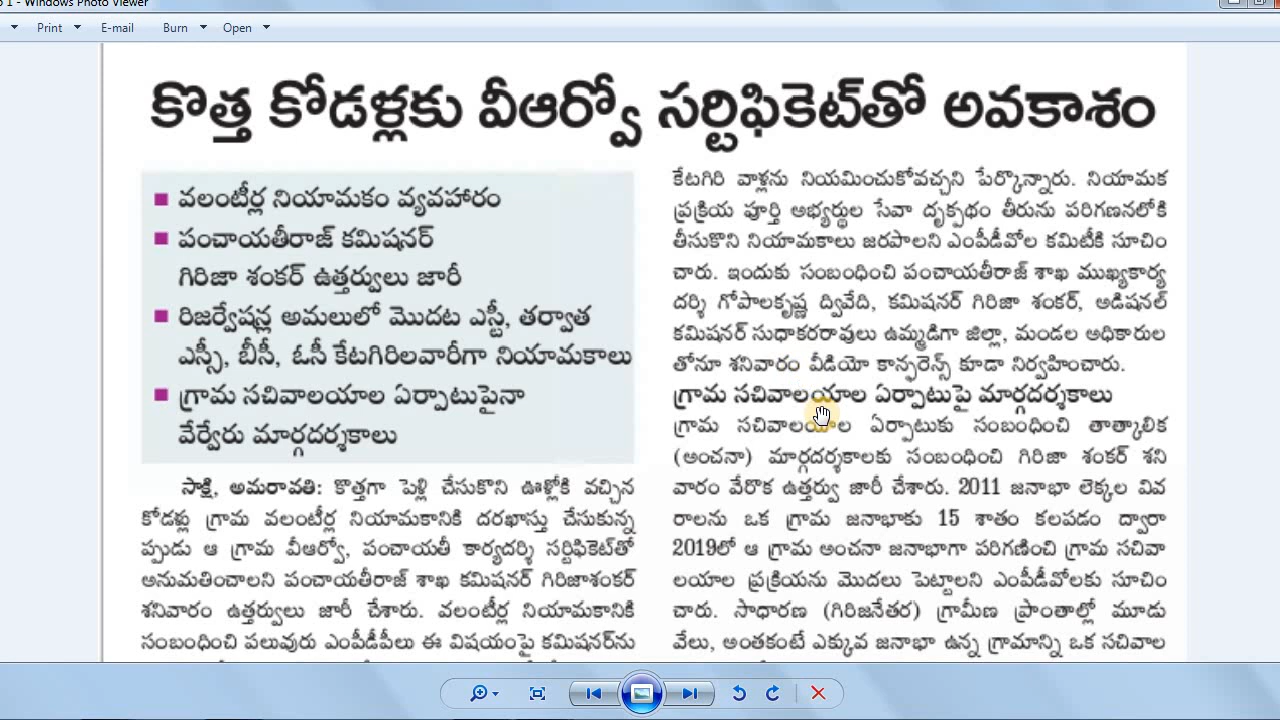 1 - Windows Photo Viewer
Print E-mail Burn Open
కొత్త కోడళ్లకు వీఆర్వో సర్టిఫికెట్‌తో అవకాశం
వలంటీర్ల నియామకం వ్యవహారం
పంచాయతీరాజ్ కమిషనర్
గిరిజా శంకర్ ఉత్తర్వులు జారీ
రిజర్వేషన్ల అమలులో మొదట ఎస్టీ, తర్వాత
ఎస్సీ, బీసీ, ఓసీ కేటగిరిలవారీగా నియామకాలు
గ్రామ సచివాలయాల ఏర్పాటుపైనా
వేర్వేరు మార్గదర్శకాలు
సాక్షి, అమరావతి: కొత్తగా పెళ్లి చేసుకొని ఊళ్లోకి వచ్చిన
కోడళ్లు గ్రామ వలంటీర్ల నియామకానికి దరఖాస్తు చేసుకున్న
ప్పుడు ఆ గ్రామ వీఆర్వో, పంచాయతీ కార్యదర్శి సర్టిఫికెట్‌తో
అనుమతించాలని పంచాయతీరాజ్ శాఖ కమిషనర్ గిరిజాశంకర్
శనివారం ఉత్తర్వులు జారీ చేశారు. వలంటీర్ల నియామకానికి
సంబంధించి పలువురు ఎంపీడీపీలు ఈ విషయంపై కమిషనర్‌ను
కేటగిరి వాళ్లను నియమించుకోవచ్చని పేర్కొన్నారు. నియామక
ప్రక్రియ పూర్తి అభ్యర్థుల సేవా దృక్పథం తీరును పరిగణనలోకి
తీసుకొని నియామకాలు జరపాలని ఎంపీడీవోల కమిటీకి సూచిం
చారు. ఇందుకు సంబంధించి పంచాయతీరాజ్ శాఖ ముఖ్యకార్య
దర్శి గోపాలకృష్ణ ద్వివేది, కమిషనర్ గిరిజా శంకర్, అడిషనల్
కమిషనర్ సుధాకరరావులు ఉమ్మడిగా జిల్లా, మండల అధికారుల
తోనూ శనివారం వీడియో కాన్ఫరెన్స్ కూడా నిర్వహించారు.
గ్రామ సచివాలయాల ఏర్పాటుపై మార్గదర్శకాలు
గ్రామ సచివాలయాల ఏర్పాటుకు సంబంధించి తాత్కాలిక
(అంచనా) మార్గదర్శకాలకు సంబంధించి గిరిజా శంకర్ శని
వారం వేరొక ఉత్తర్వు జారీ చేశారు. 2011 జనాభా లెక్కల వివ
రాలను ఒక గ్రామ జనాభాకు 15 శాతం కలపడం ద్వారా
2019లో ఆ గ్రామ అంచనా జనాభాగా పరిగణించి గ్రామ సచివా
లయాల ప్రక్రియను మొదలు పెట్టాలని ఎంపీడీవోలకు సూచిం
చారు. సాధారణ (గిరిజనేతర) గ్రామీణ ప్రాంతాల్లో మూడు
వేలు, అంతకంటే ఎక్కువ జనాభా ఉన్న గ్రామాన్ని ఒక సచివాల